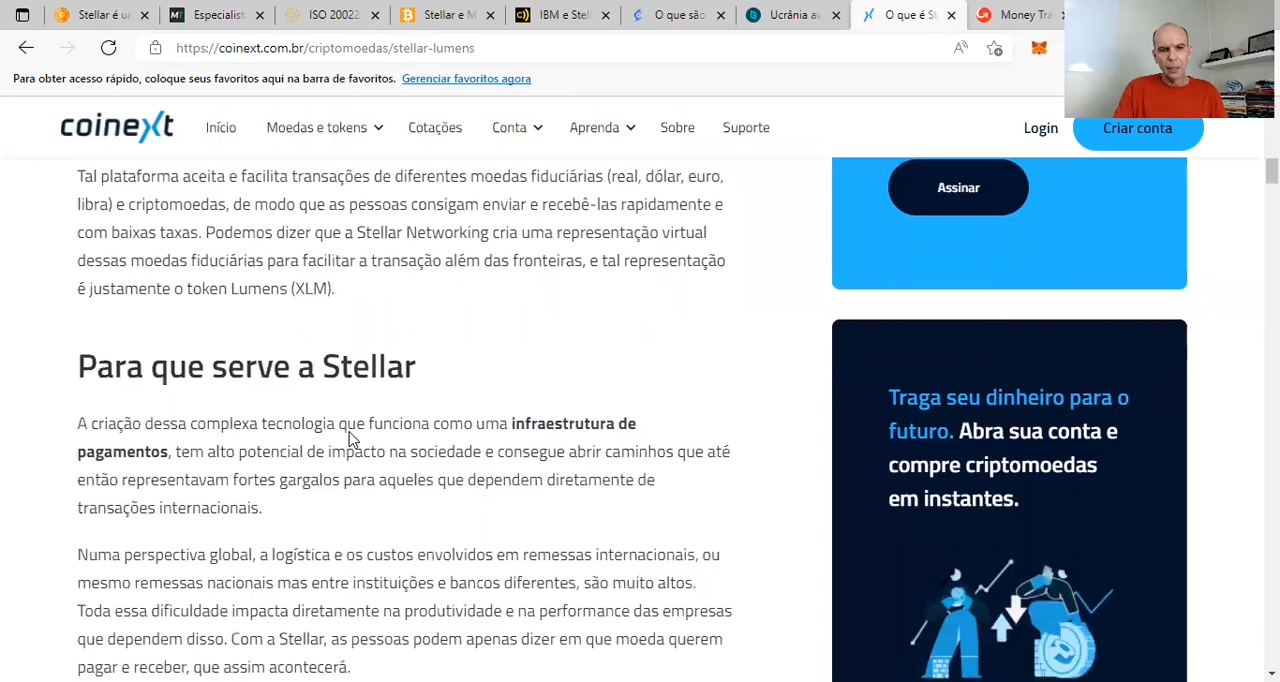 Stellar é ur
Especialist
ISO 20022
Stellar e M
IBM e Stell
O que são
Ucrânia av
O que é St
Money Tra
https://coinext.com.br/criptomoedas/stellar-lumens
Para obter acesso rápido, coloque seus favoritos aqui na barra de favoritos. Gerenciar favoritos agora
coinext
Início
Moedas e tokens
Cotações
Conta
Aprenda
Sobre
Suporte
Login
Criar conta
Tal plataforma aceita e facilita transações de diferentes moedas fiduciárias (real, dólar, euro,
libra) e criptomoedas, de modo que as pessoas consigam enviar e recebê-las rapidamente e
com baixas taxas. Podemos dizer que a Stellar Networking cria uma representação virtual
dessas moedas fiduciárias para facilitar a transação além das fronteiras, e tal representação
é justamente o token Lumens (XLM).
Para que serve a Stellar
A criação dessa complexa tecnologia que funciona como uma infraestrutura de
pagamentos, tem alto potencial de impacto na sociedade e consegue abrir caminhos que até
então representavam fortes gargalos para aqueles que dependem diretamente de
transações internacionais.
Numa perspectiva global, a logística e os custos envolvidos em remessas internacionais, ou
mesmo remessas nacionais mas entre instituições e bancos diferentes, são muito altos.
Toda essa dificuldade impacta diretamente na produtividade e na performance das empresas
que dependem disso. Com a Stellar, as pessoas podem apenas dizer em que moeda querem
pagar e receber, que assim acontecerá.
Assinar
Traga seu dinheiro para o
futuro. Abra sua conta e
compre criptomoedas
em instantes.